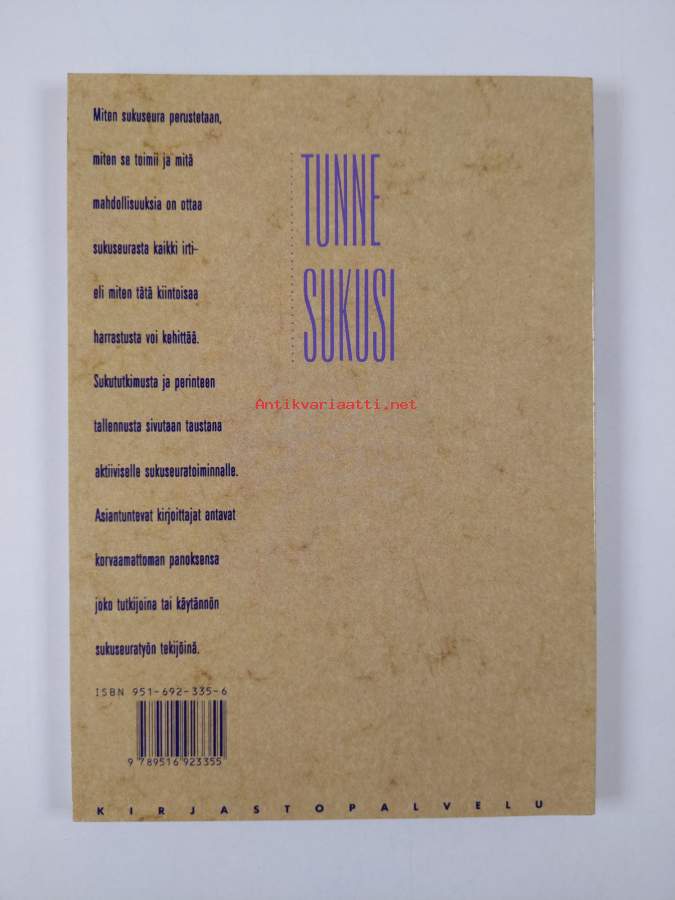 Miten sukuseura perustetaan,
miten se toimii ja mitä
mahdollisuuksia on ottaa
sukuseurasta kaikki irti-
eli miten tätä kiintoisaa
harrastusta voi kehittää.
Sukututkimusta ja perinteen
tallennusta sivutaan taustana
aktiiviselle sukuseuratoiminnalle.
Asiantuntevat kirjoittajat antavat
korvaamattoman panoksensa
joko tutkijoina tai käytännön
sukuseuratyön tekijöinä.
TUNNE
SUKUSI
Antikvariaatti.net
ISBN 951-692-335-6
9 789516 923355
KIRJASTOPALVELU